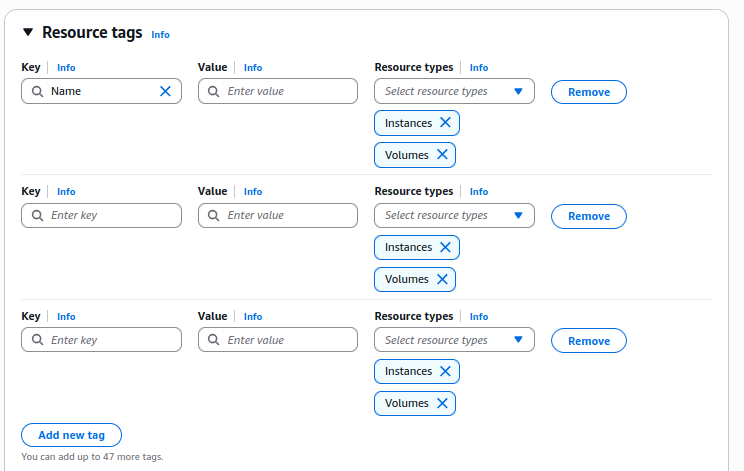 Resource tags Info
Key Info Value Info Resource types Info
Name Enter value Select resource types Remove
Instances
Volumes
Key Info Value Info Resource types Info
Enter key Enter value Select resource types Remove
Instances
Volumes
Key Info Value Info Resource types Info
Enter key Enter value Select resource types Remove
Instances
Volumes
Add new tag
You can add up to 47 more tags.